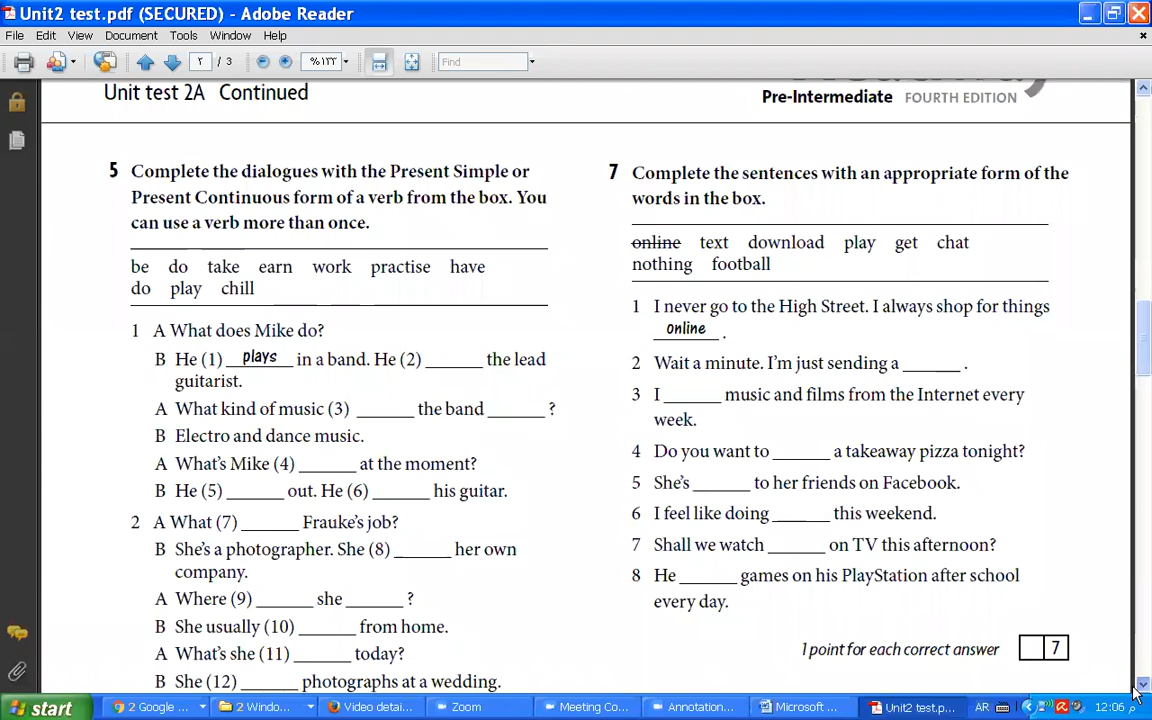 Unit2 test.pdf (SECURED) - Adobe Reader
File Edit View Document Tools Window Help
٢ / 3 %١٣٣ Find
Unit test 2A Continued
Pre-Intermediate FOURTH EDITION
5 Complete the dialogues with the Present Simple or
Present Continuous form of a verb from the box. You
can use a verb more than once.
be do take earn work practise have
do play chill
1 A What does Mike do?
B He (1) plays in a band. He (2) ______ the lead
guitarist.
A What kind of music (3) ______ the band ______ ?
B Electro and dance music.
A What's Mike (4) ______ at the moment?
B He (5) ______ out. He (6) ______ his guitar.
2 A What (7) ______ Frauke's job?
B She's a photographer. She (8) ______ her own
company.
A Where (9) ______ she ______ ?
B She usually (10) ______ from home.
A What's she (11) ______ today?
B She (12) ______ photographs at a wedding.
7 Complete the sentences with an appropriate form of the
words in the box.
online text download play get chat
nothing football
1 I never go to the High Street. I always shop for things
online .
2 Wait a minute. I'm just sending a ______ .
3 I ______ music and films from the Internet every
week.
4 Do you want to ______ a takeaway pizza tonight?
5 She's ______ to her friends on Facebook.
6 I feel like doing ______ this weekend.
7 Shall we watch ______ on TV this afternoon?
8 He ______ games on his PlayStation after school
every day.
1 point for each correct answer 7
start 2 Google ... 2 Windo... Video detai... Zoom Meeting Co... Annotation... Microsoft ... Unit2 test.p... AR 12:06 م